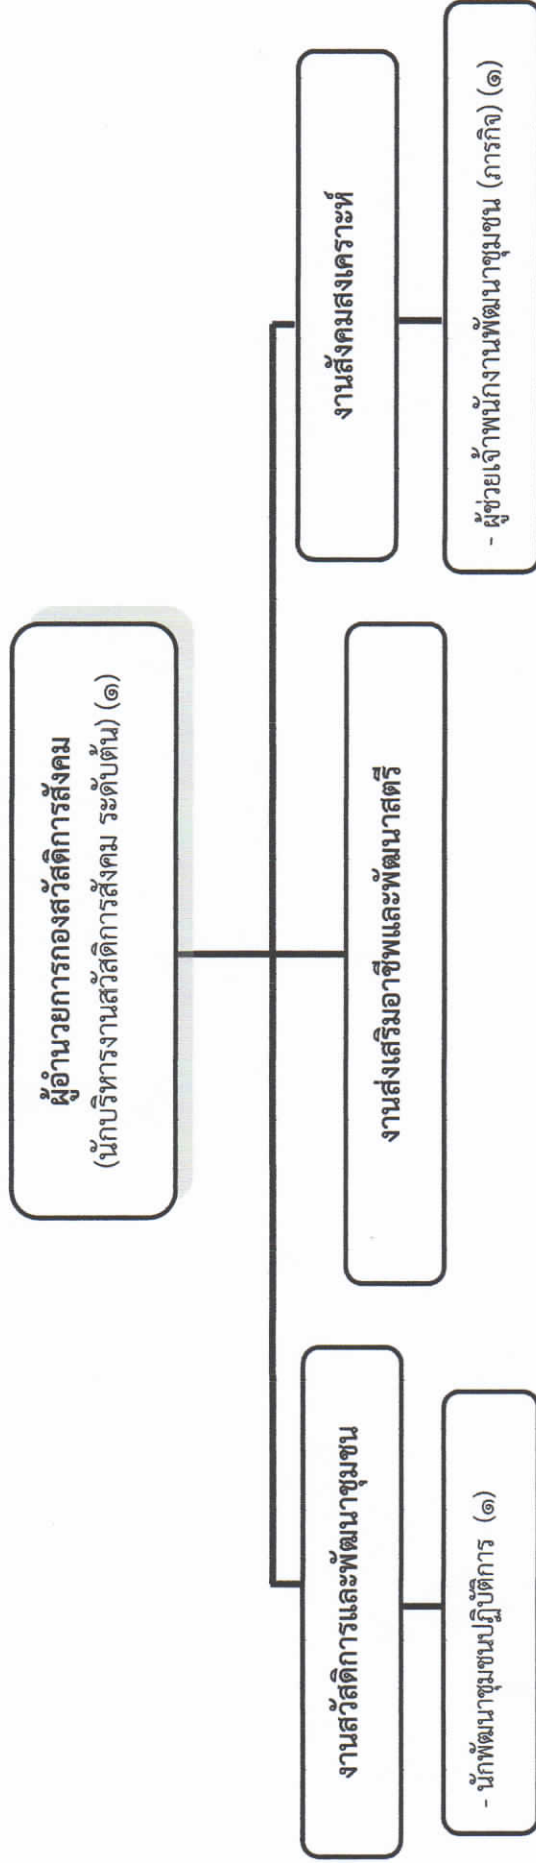 ผู้อำนวยการกองสวัสดิการสังคม
(นักบริหารงานสวัสดิการสังคม ระดับต้น) (๑)
งานสวัสดิการและพัฒนาชุมชน
- นักพัฒนาชุมชนปฏิบัติการ (๑)
งานส่งเสริมอาชีพและพัฒนาสตรี
งานสังคมสงเคราะห์
- ผู้ช่วยเจ้าพนักงานพัฒนาชุมชน (ภารกิจ) (๑)